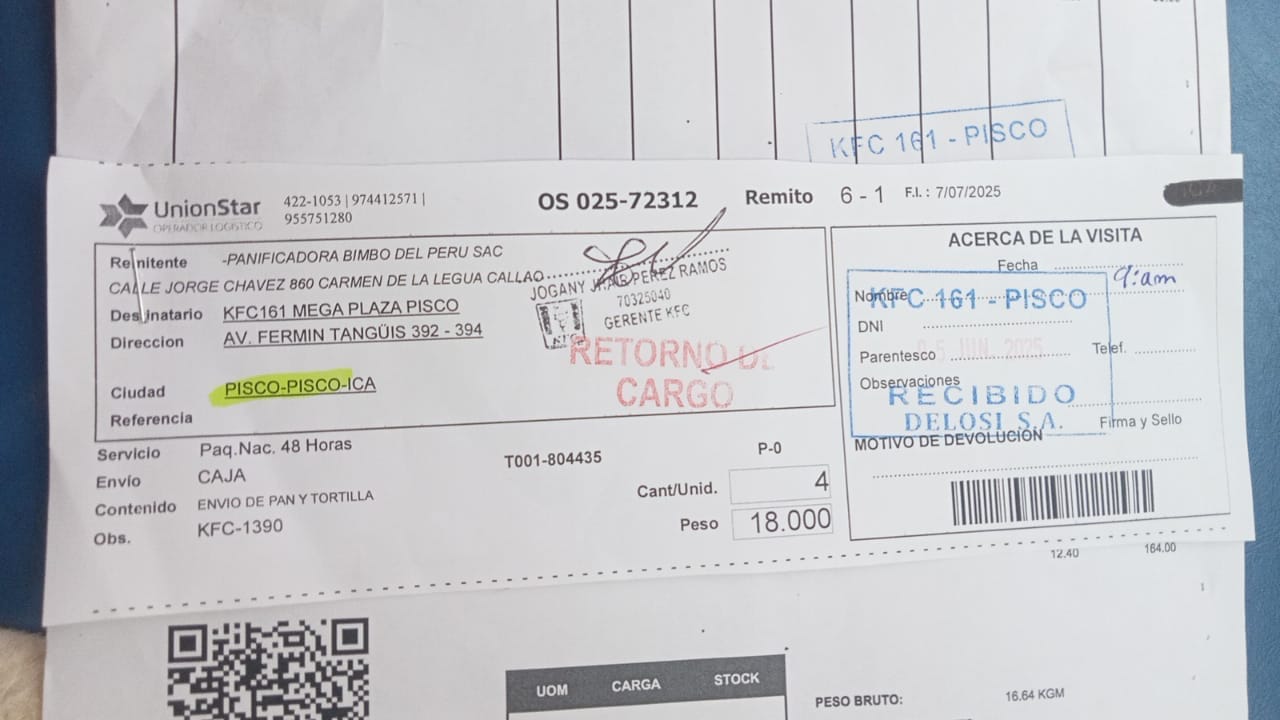 KFC 161 - PISCO
UnionStar
OPERADOR LOGISTICO
422-1053 | 974412571 |
955751280
OS 025-72312
Remito 6 - 1
F.I. : 7/07/2025
Remitente -PANIFICADORA BIMBO DEL PERU SAC
CALLE JORGE CHAVEZ 860 CARMEN DE LA LEGUA CALLAO
Destinatario KFC161 MEGA PLAZA PISCO
Direccion AV. FERMIN TANGÜIS 392 - 394
Ciudad PISCO-PISCO-ICA
Referencia
JOGANY JHAIR PEREZ RAMOS
70325040
GERENTE KFC
RETORNO DE
CARGO
ACERCA DE LA VISITA
Fecha
9:am
Nombre
KFC 161 - PISCO
DNI
Parentesco
5 JUN. 2025
Telef.
Observaciones
RECIBIDO
DELOSI S.A.
Firma y Sello
MOTIVO DE DEVOLUCIÓN
Servicio Paq.Nac. 48 Horas
Envío CAJA
Contenido ENVIO DE PAN Y TORTILLA
Obs. KFC-1390
T001-804435
P-0
Cant/Unid. 4
Peso 18.000
12.40 164.00
UOM CARGA STOCK
PESO BRUTO: 16.64 KGM